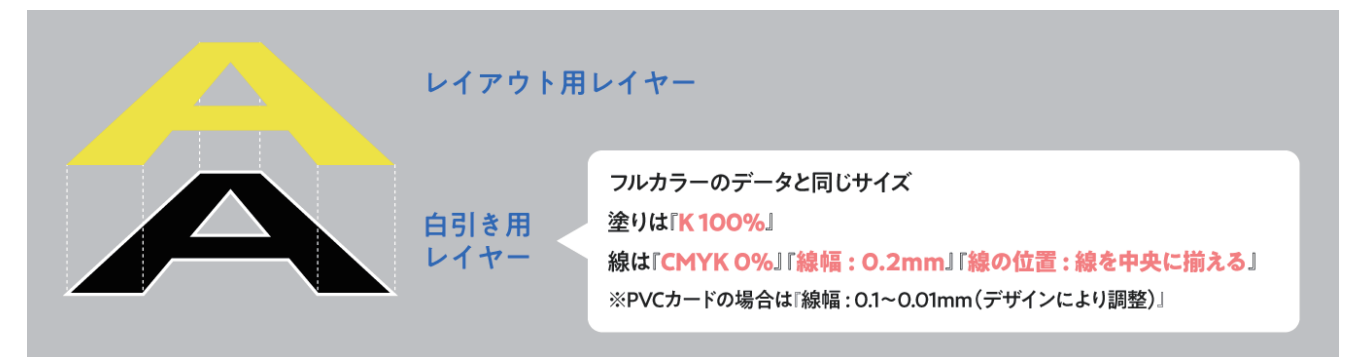 A
レイアウト用レイヤー
A
白引き用
レイヤー
フルカラーのデータと同じサイズ
塗りは『K 100%』
線は『CMYK 0%』『線幅 : 0.2mm』『線の位置 : 線を中央に揃える』
※PVCカードの場合は『線幅 : 0.1~0.01mm（デザインにより調整）』